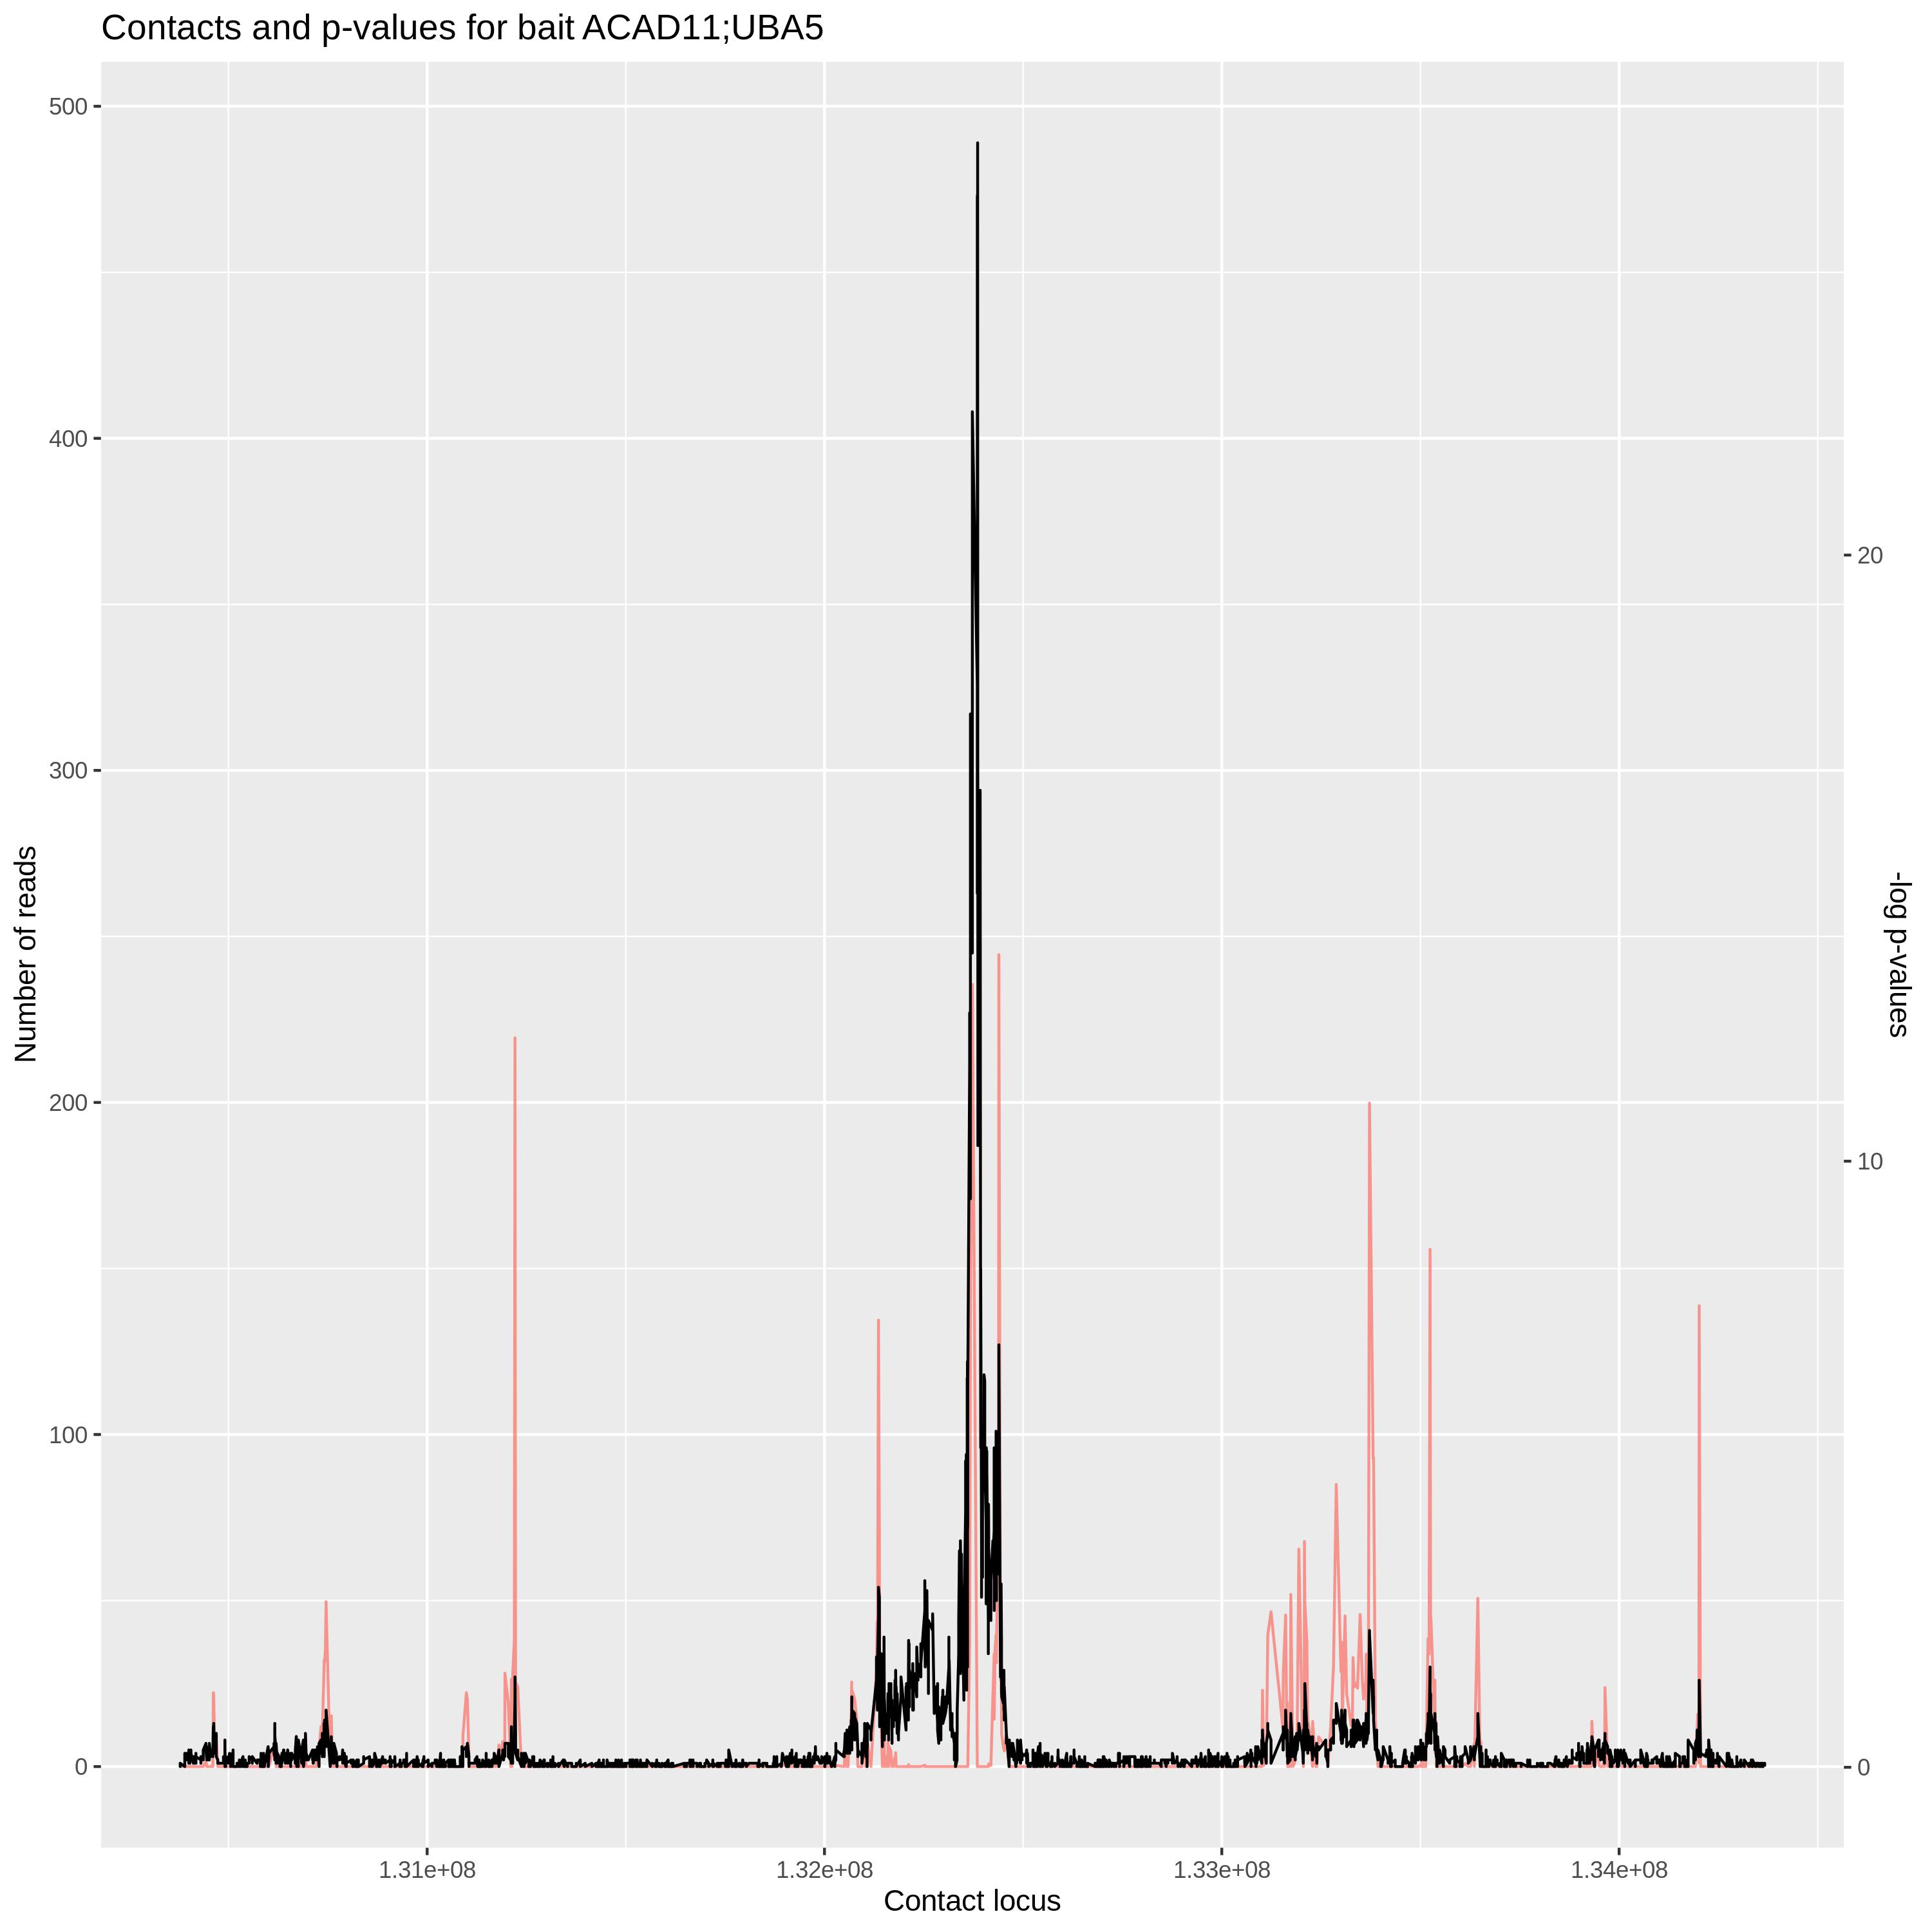 Contacts and p-values for bait ACAD11;UBA5
500
400
300
200
100
0
Number of reads
20
10
0
-log p-values
1.31e+08
1.32e+08
1.33e+08
1.34e+08
Contact locus